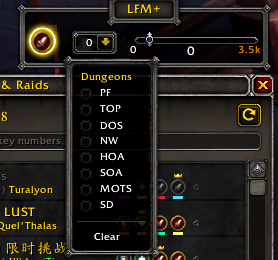 LFM+
0
0
0
3.5k
& Raids
Dungeons
PF
TOP
DOS
NW
HOA
SOA
MOTS
SD
Clear
8
key numbers.
Turalyon
LUST
Quel'Thalas
限时挑战